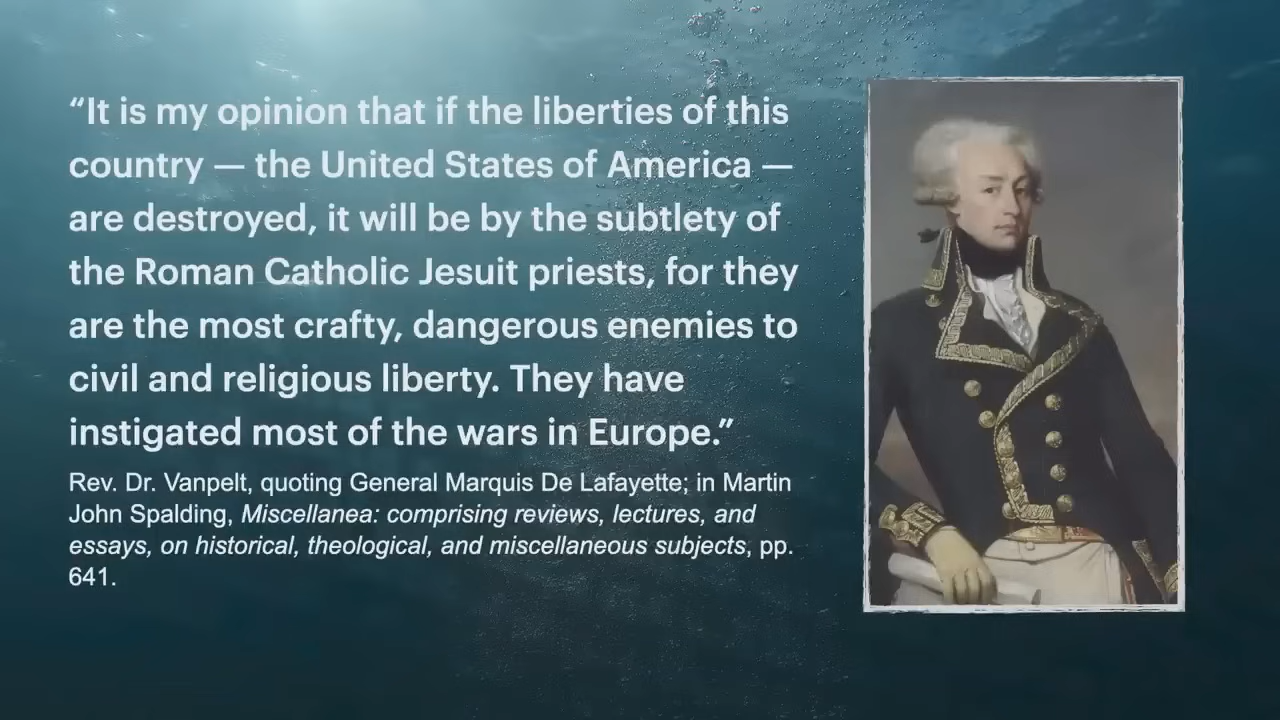 “It is my opinion that if the liberties of this
country — the United States of America —
are destroyed, it will be by the subtlety of
the Roman Catholic Jesuit priests, for they
are the most crafty, dangerous enemies to
civil and religious liberty. They have
instigated most of the wars in Europe.”
Rev. Dr. Vanpelt, quoting General Marquis De Lafayette; in Martin
John Spalding, Miscellanea: comprising reviews, lectures, and
essays, on historical, theological, and miscellaneous subjects, pp.
641.